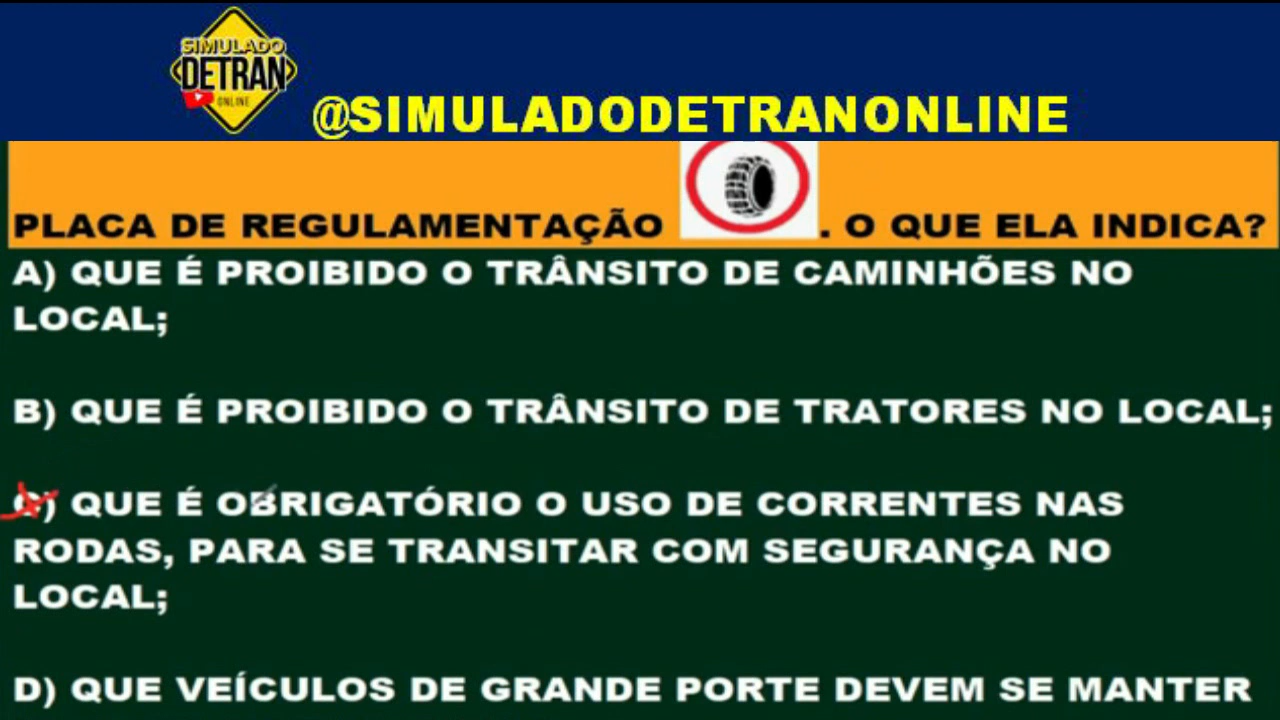 SIMULADO
DETRAN
ONLINE
@SIMULADODETRANONLINE
PLACA DE REGULAMENTAÇÃO . O QUE ELA INDICA?
A) QUE É PROIBIDO O TRÂNSITO DE CAMINHÕES NO
LOCAL;
B) QUE É PROIBIDO O TRÂNSITO DE TRATORES NO LOCAL;
C) QUE É OBRIGATÓRIO O USO DE CORRENTES NAS
RODAS, PARA SE TRANSITAR COM SEGURANÇA NO
LOCAL;
D) QUE VEÍCULOS DE GRANDE PORTE DEVEM SE MANTER